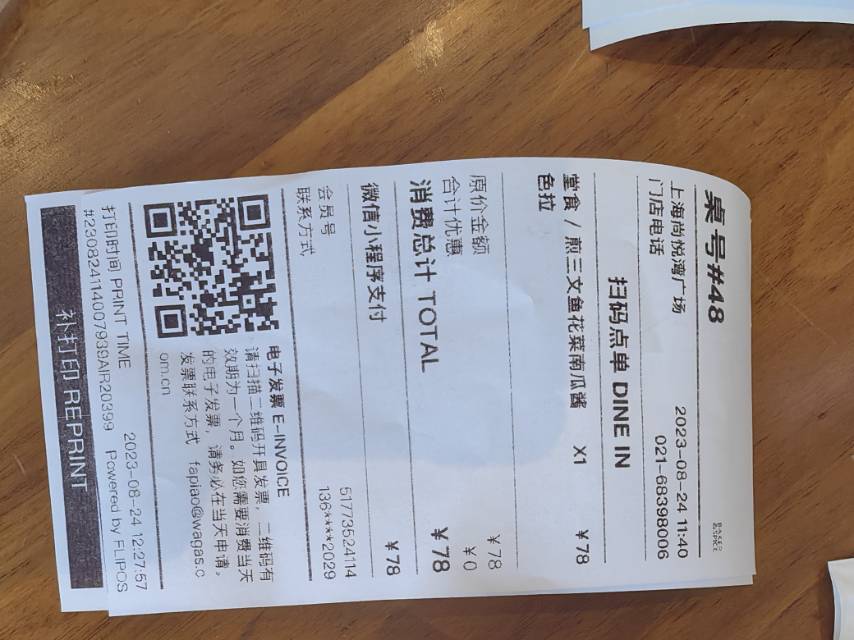 桌号#48
上海尚悦湾广场 2023-08-24 11:40
门店电话 021-68398006
扫码点单 DINE IN
堂食 / 煎三文鱼花菜南瓜酱 X1 ¥78
色拉
原价金额 ¥78
合计优惠 ¥0
消费总计 TOTAL ¥78
微信小程序支付 ¥78
会员号 51773524114
联系方式 136****2029
电子发票 E-INVOICE
请扫描二维码开具发票，二维码有
效期为一个月。如您需要消费当天
的电子发票，请务必在当天申请，
发票联系方式 fapiao@wagas.c
om.cn
打印时间 PRINT TIME 2023-08-24 12:27:57
#230824114007939AIR20399 Powered by FLIPOS
补打印 REPRINT